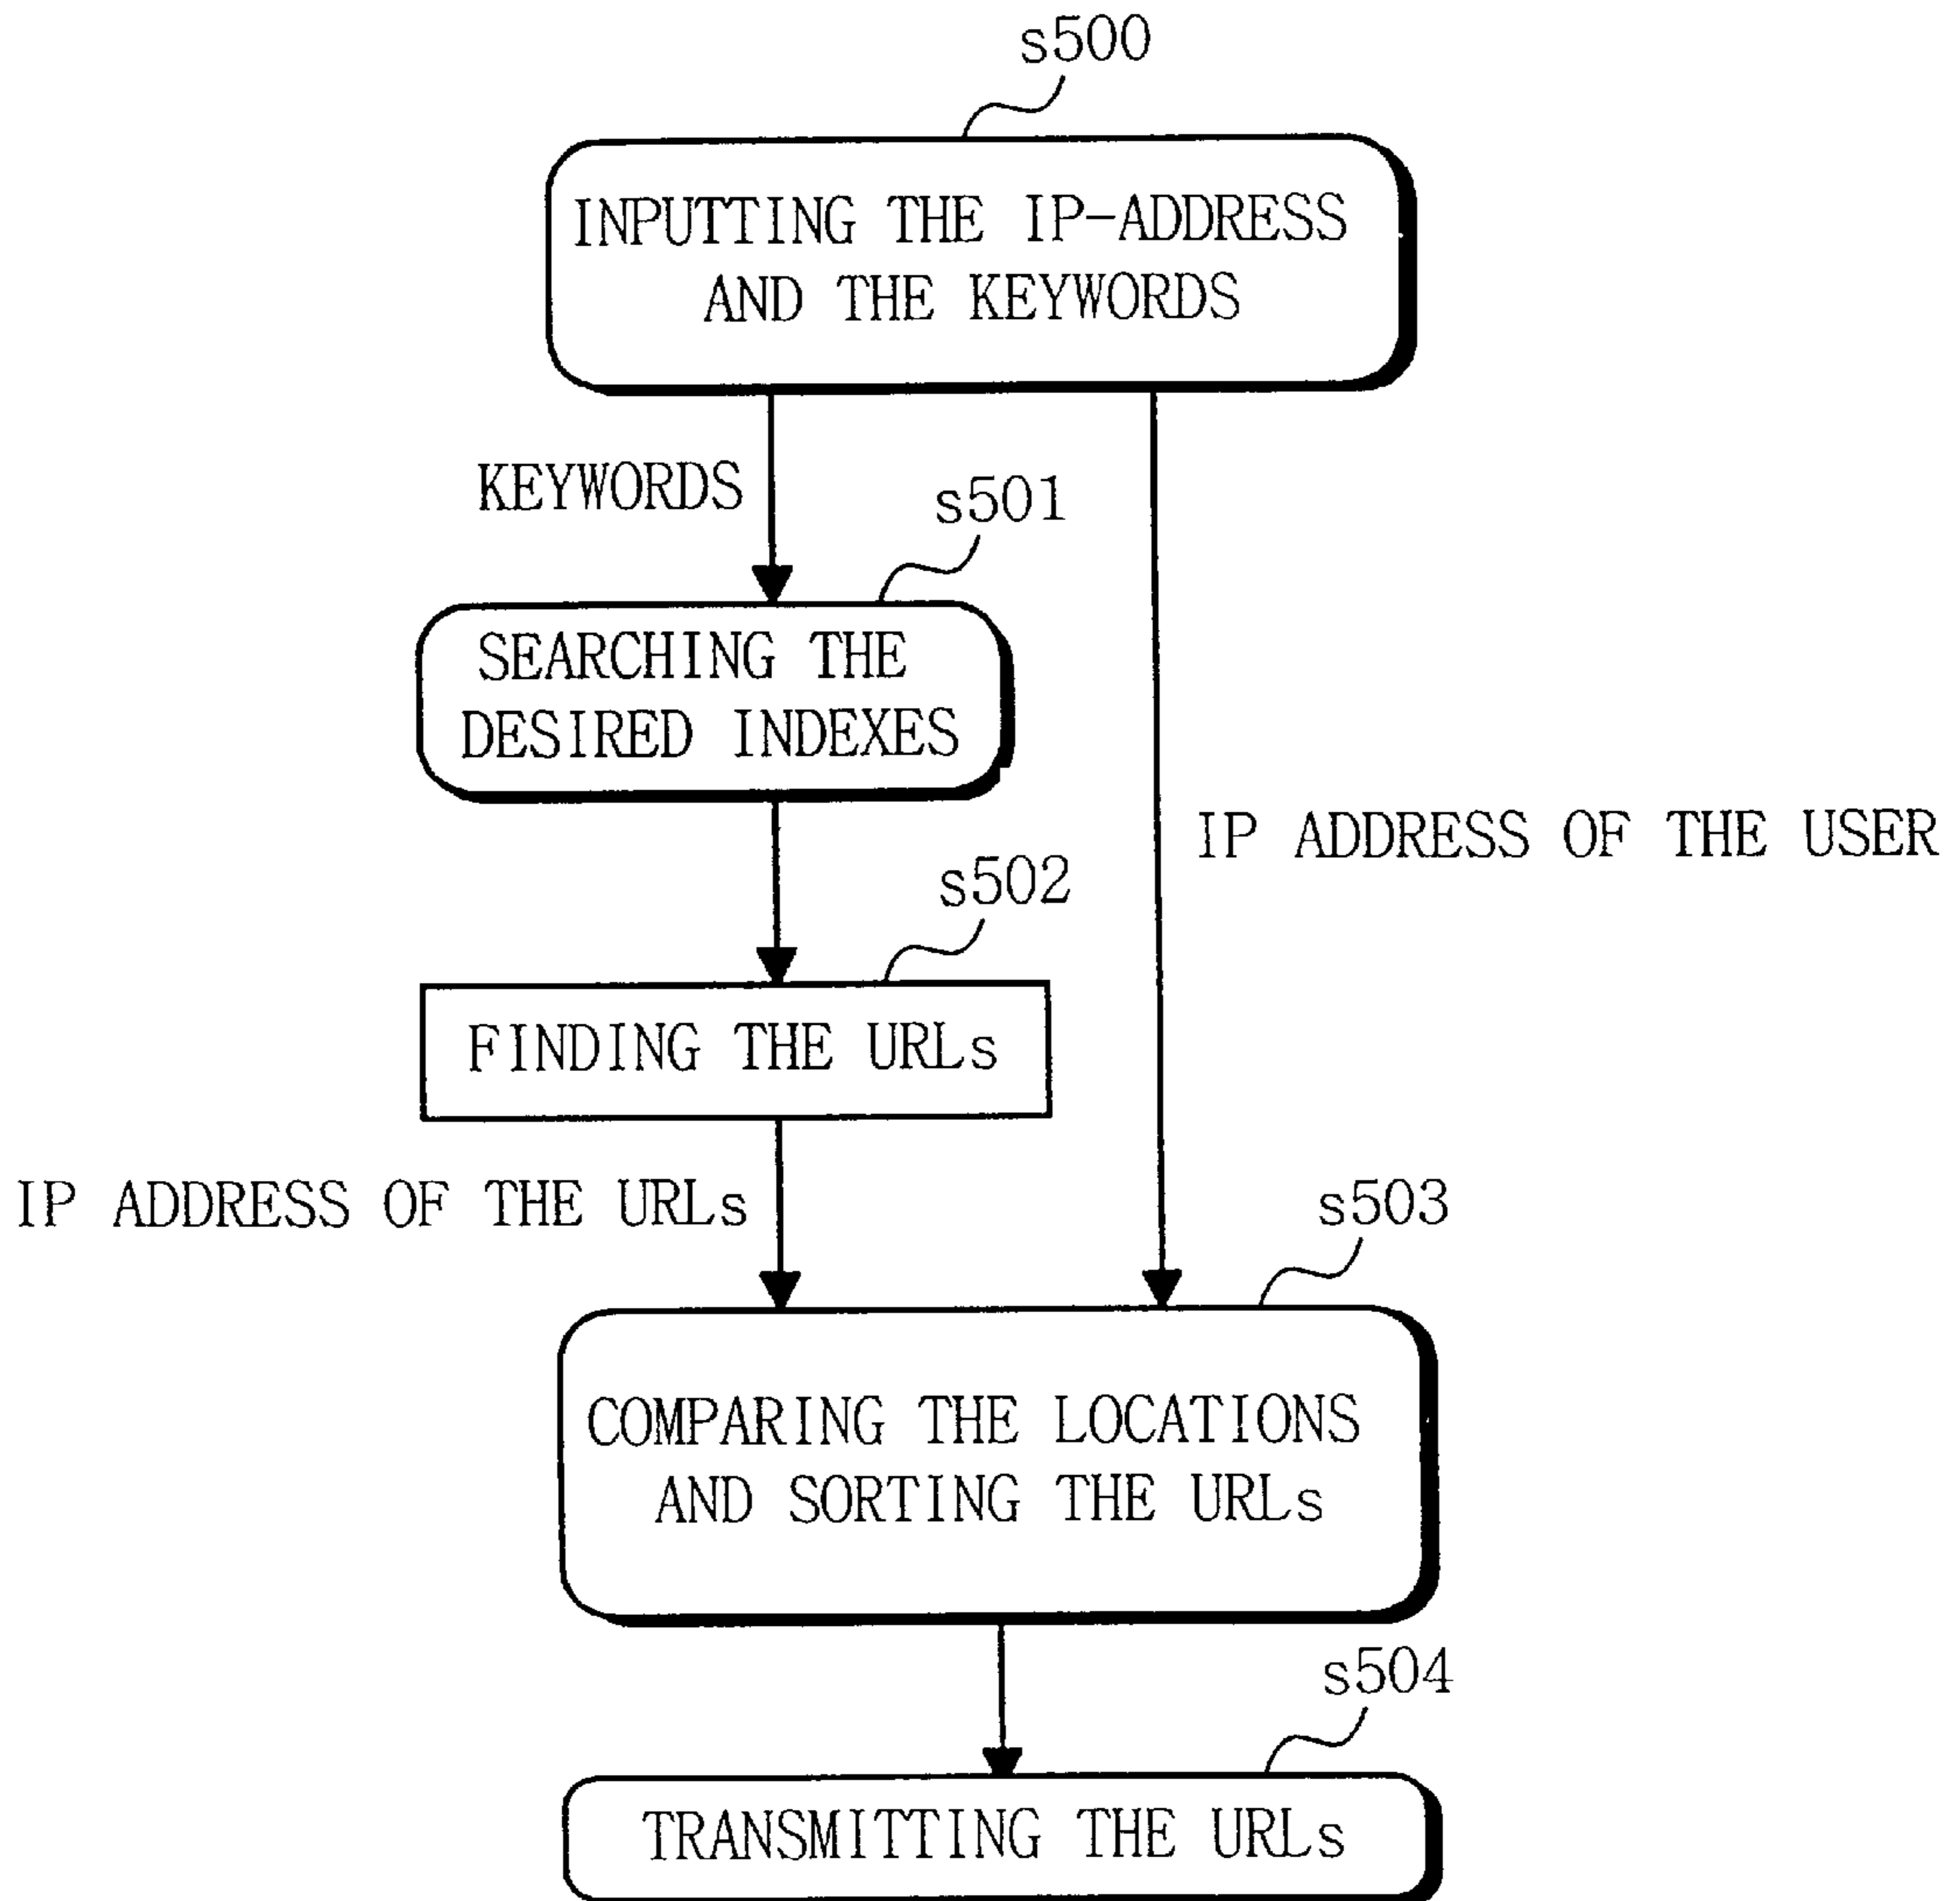 s500
INPUTTING THE IP-ADDRESS
AND THE KEYWORDS
KEYWORDS
s501
SEARCHING THE
DESIRED INDEXES
IP ADDRESS OF THE USER
s502
FINDING THE URLs
IP ADDRESS OF THE URLs
s503
COMPARING THE LOCATIONS
AND SORTING THE URLs
s504
TRANSMITTING THE URLs